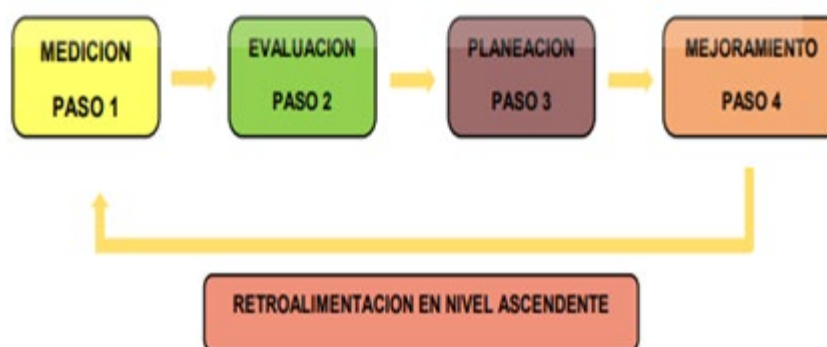 MEDICION
PASO 1
EVALUACION
PASO 2
PLANEACION
PASO 3
MEJORAMIENTO
PASO 4
RETROALIMENTACION EN NIVEL ASCENDENTE